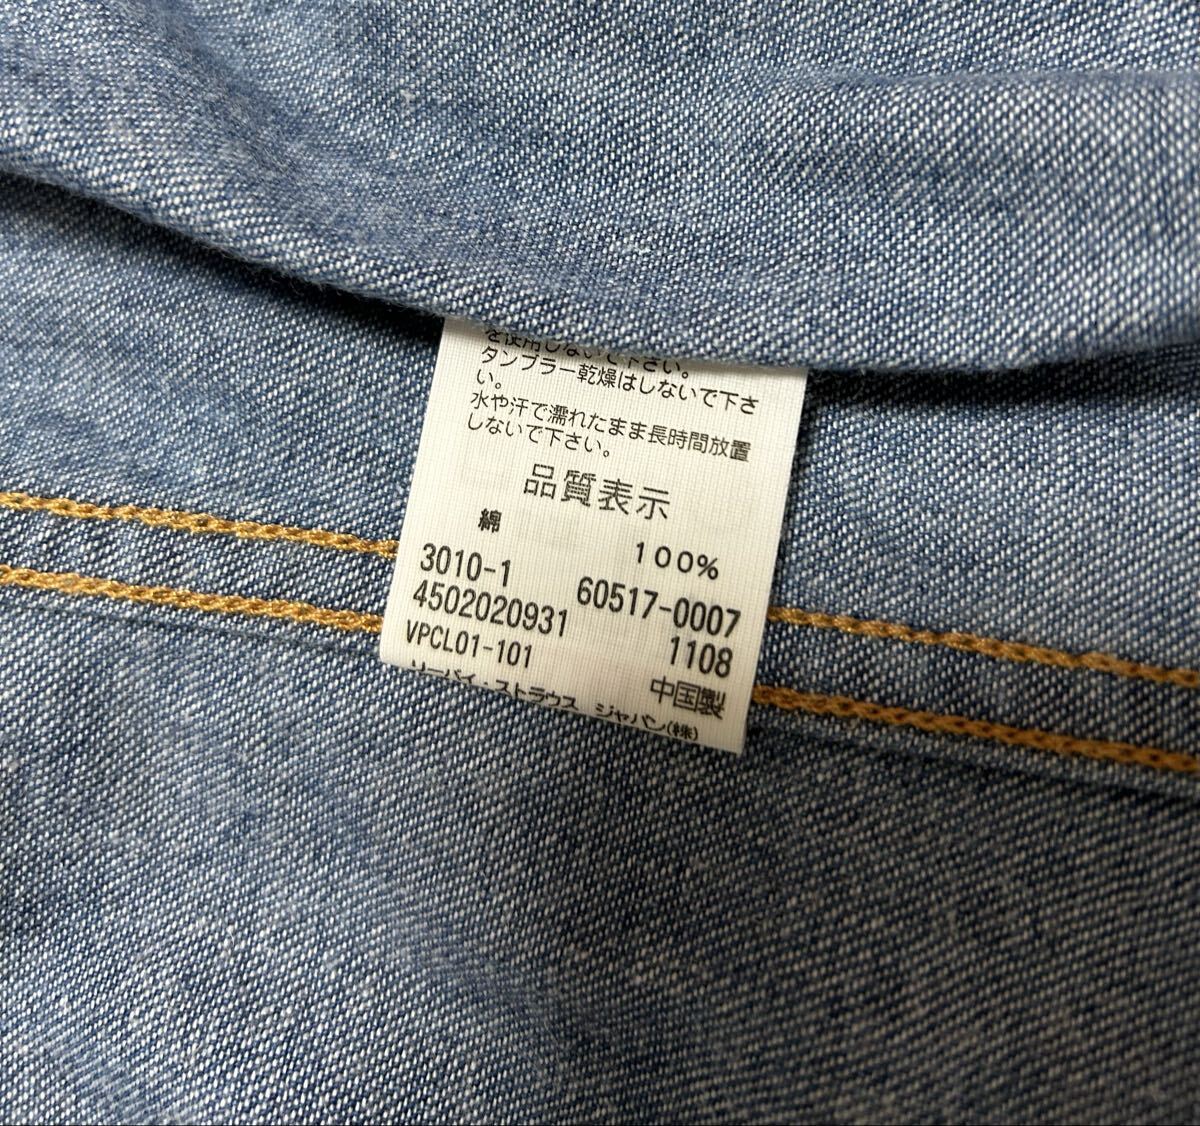 を使用しないで下さい。
タンブラー乾燥はしないで下さ
い。
水や汗で濡れたまま長時間放置
しないで下さい。
品質表示
綿 100%
3010-1 60517-0007
4502020931 1108
VPCL01-101 中国製
リーバイ・ストラウス ジャパン(株)